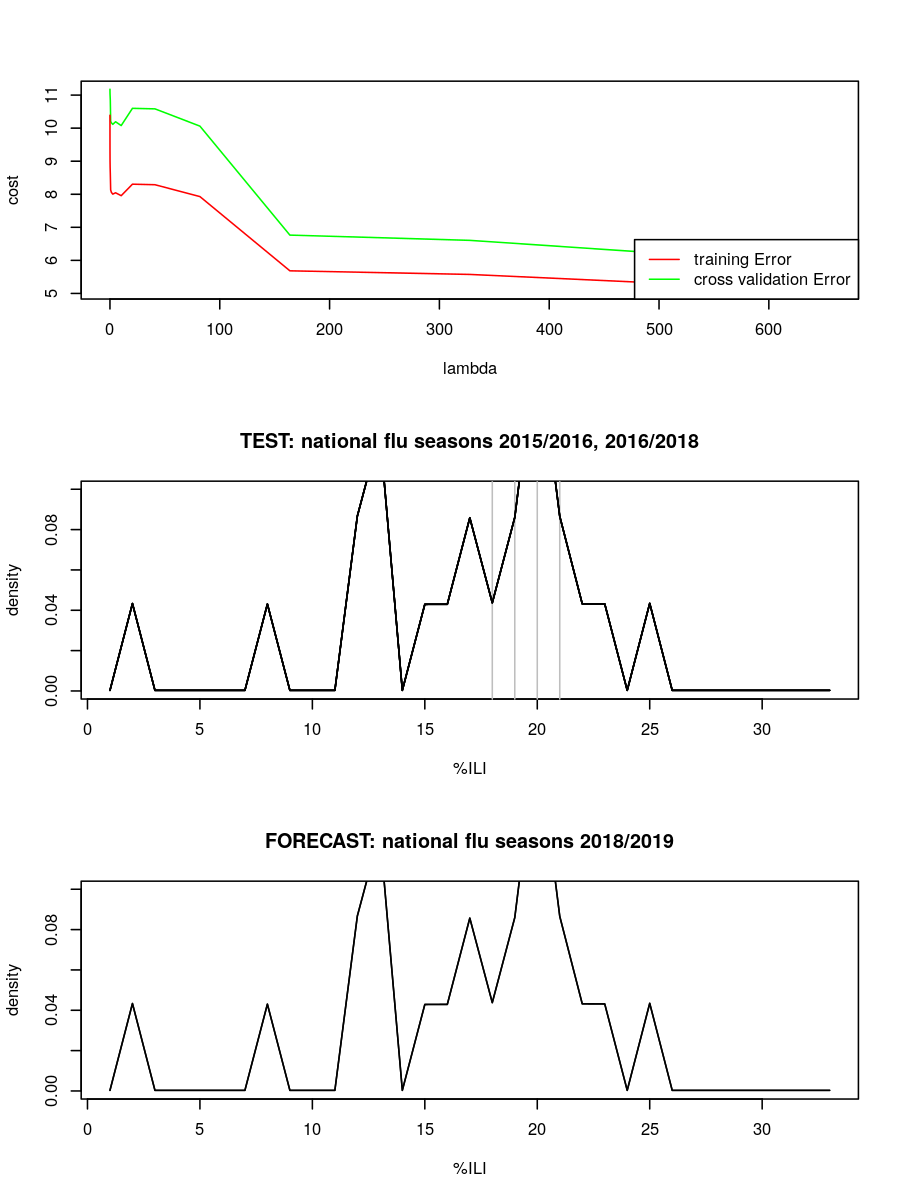 11
10
9
8
7
6
5
cost
training Error
cross validation Error
0 100 200 300 400 500 600
lambda
TEST: national flu seasons 2015/2016, 2016/2018
0.08
0.04
0.00
density
0 5 10 15 20 25 30
%ILI
FORECAST: national flu seasons 2018/2019
0.08
0.04
0.00
density
0 5 10 15 20 25 30
%ILI